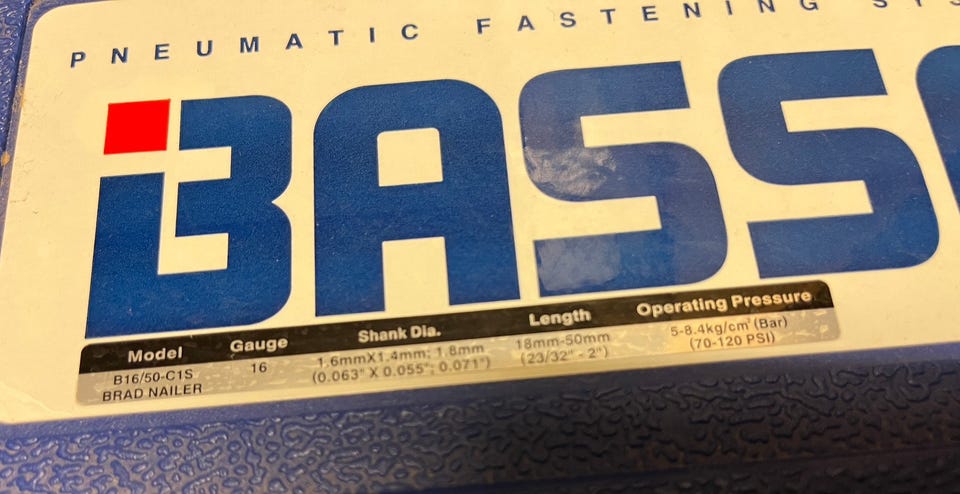 PNEUMATIC FASTENING SYS
BASS
Model Gauge Shank Dia. Length Operating Pressure
B16/50-C1S 16 1.6mmX1.4mm; 1.8mm 18mm-50mm 5-8.4kg/cm² (Bar)
BRAD NAILER (0.063" X 0.055"; 0.071") (23/32" - 2") (70-120 PSI)